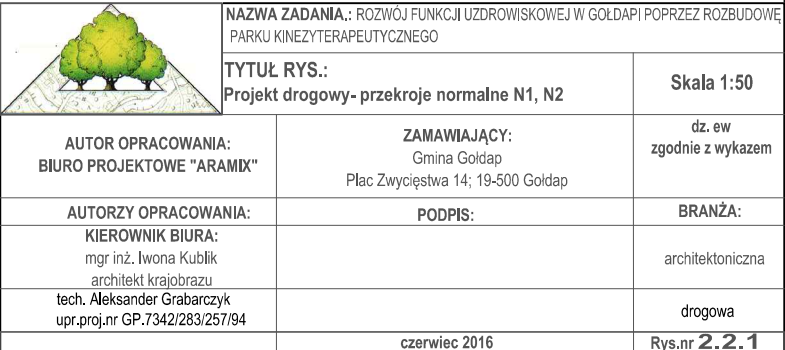 NAZWA ZADANIA,: ROZWÓJ FUNKCJI UZDROWISKOWEJ W GOŁDAPI POPRZEZ ROZBUDOWĘ
PARKU KINEZYTERAPEUTYCZNEGO
TYTUŁ RYS.:
Projekt drogowy- przekroje normalne N1, N2
Skala 1:50
AUTOR OPRACOWANIA:
BIURO PROJEKTOWE "ARAMIX"
ZAMAWIAJĄCY:
Gmina Gołdap
Plac Zwycięstwa 14; 19-500 Gołdap
dz. ew
zgodnie z wykazem
AUTORZY OPRACOWANIA:
PODPIS:
BRANŻA:
KIEROWNIK BIURA:
mgr inż. Iwona Kublik
architekt krajobrazu
architektoniczna
tech. Aleksander Grabarczyk
upr.proj.nr GP.7342/283/257/94
drogowa
czerwiec 2016
Rys.nr 2.2.1